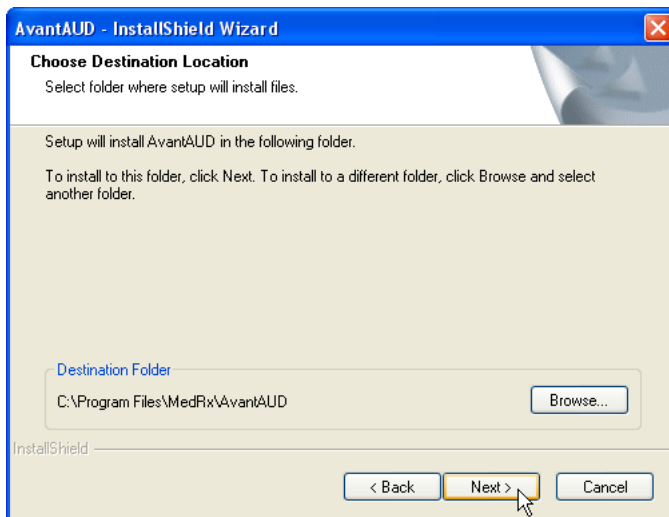 AvantAUD - InstallShield Wizard
Choose Destination Location
Select folder where setup will install files.
Setup will install AvantAUD in the following folder.
To install to this folder, click Next. To install to a different folder, click Browse and select
another folder.
Destination Folder
C:\Program Files\MedRx\AvantAUD
Browse...
InstallShield
< Back
Next >
Cancel